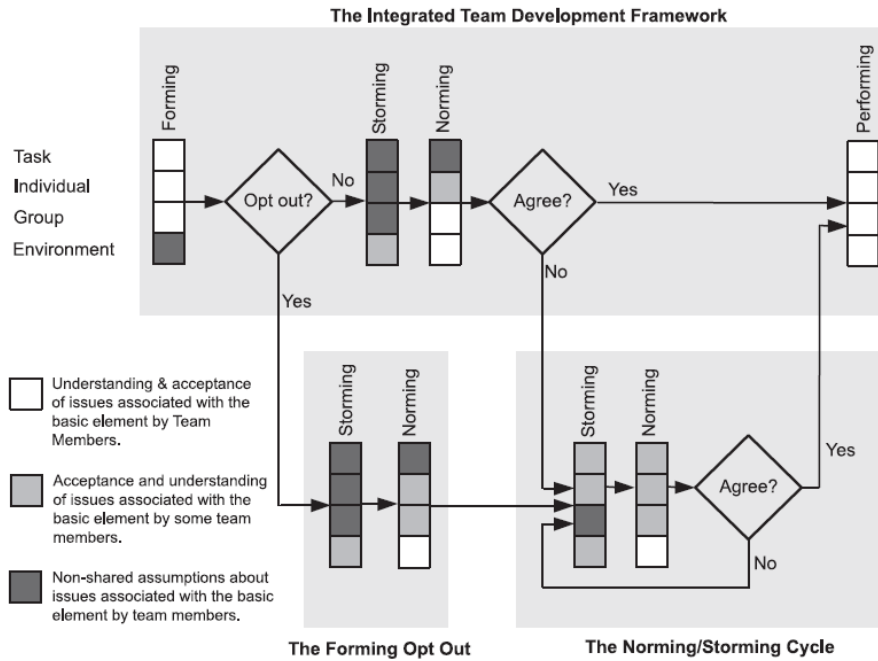 The Integrated Team Development Framework
Forming
Storming
Norming
Performing
Task
Individual
Group
Environment
Opt out?
No
Agree?
Yes
No
Yes
Understanding & acceptance
of issues associated with the
basic element by Team
Members.
Acceptance and understanding
of issues associated with the
basic element by some team
members.
Non-shared assumptions about
issues associated with the basic
element by team members.
Storming
Norming
The Forming Opt Out
Storming
Norming
Agree?
Yes
No
The Norming/Storming Cycle